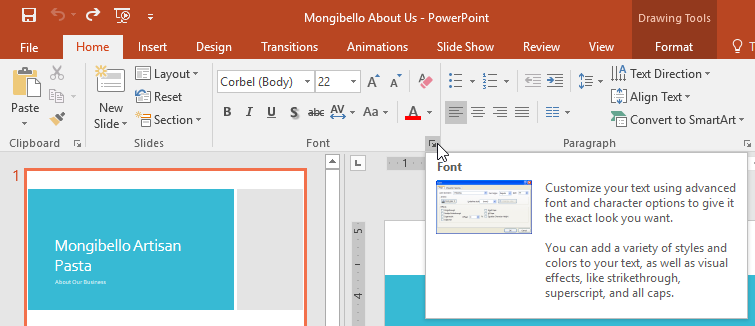 Mongibello About Us - PowerPoint
Drawing Tools
File Home Insert Design Transitions Animations Slide Show Review View Format
Paste
Clipboard
New Slide
Layout
Reset
Section
Slides
Corbel (Body) 22 A A
B I U S abc AV Aa A
Font
Text Direction
Align Text
Convert to SmartArt
Paragraph
1
Mongibello Artisan
Pasta
About Our Business
L
1
5
4
Font
Customize your text using advanced
font and character options to give it
the exact look you want.
You can add a variety of styles and
colors to your text, as well as visual
effects, like strikethrough,
superscript, and all caps.